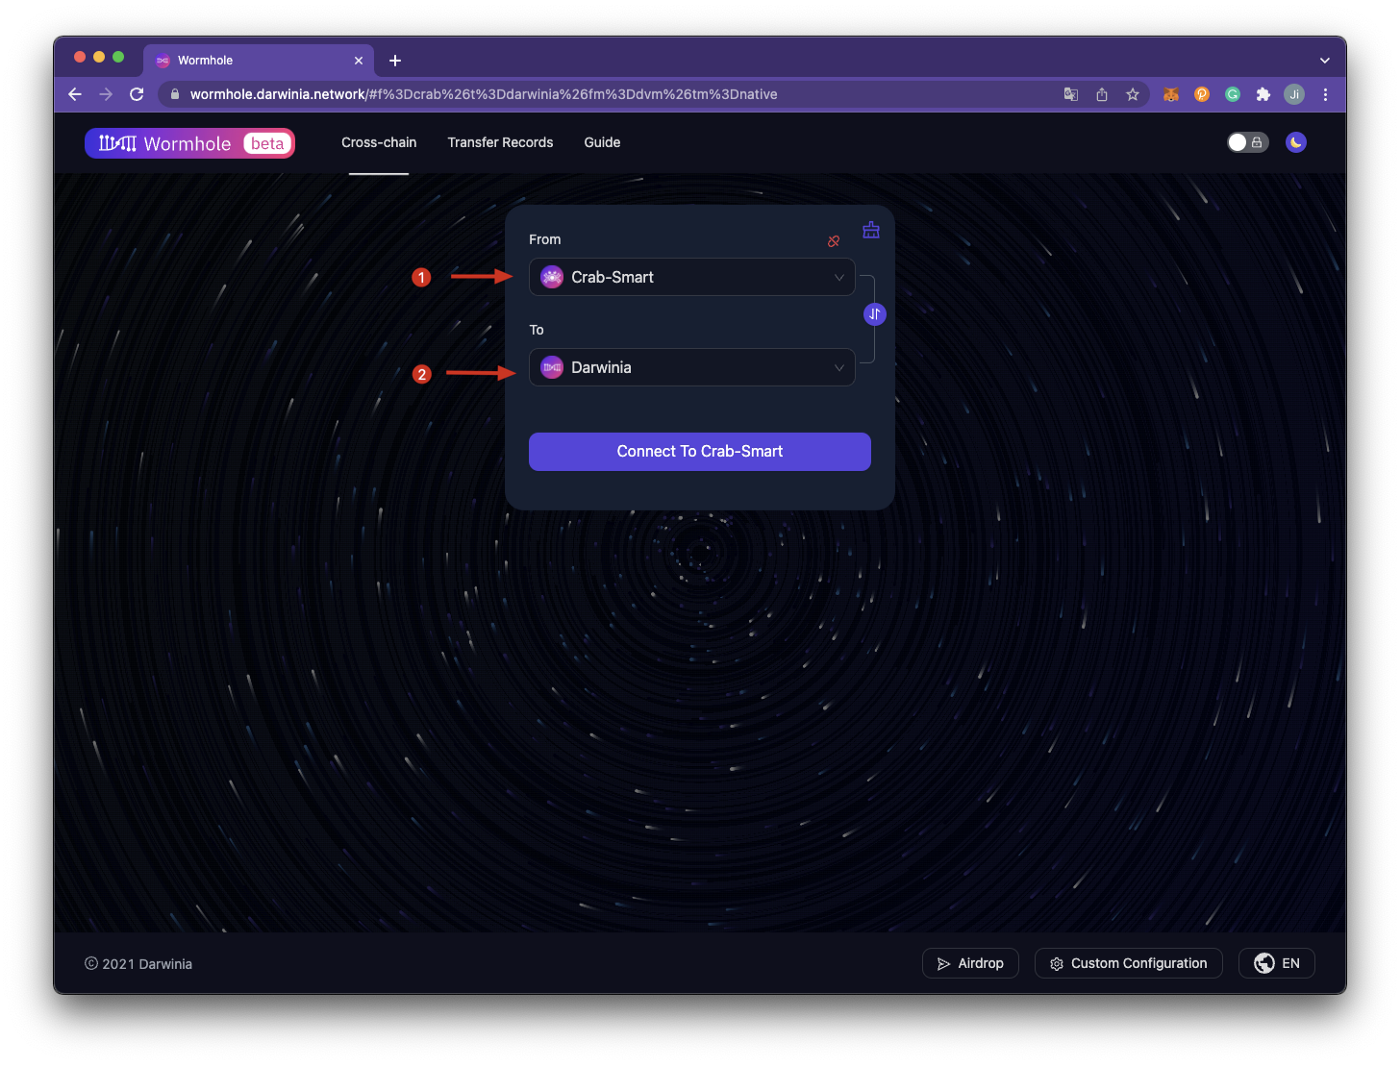 Wormhole
wormhole.darwinia.network/#f%3Dcrab%26t%3Ddarwinia%26fm%3Ddvm%26tm%3Dnative
Ji
Wormhole beta
Cross-chain
Transfer Records
Guide
From
1
Crab-Smart
To
2
Darwinia
Connect To Crab-Smart
© 2021 Darwinia
Airdrop
Custom Configuration
EN